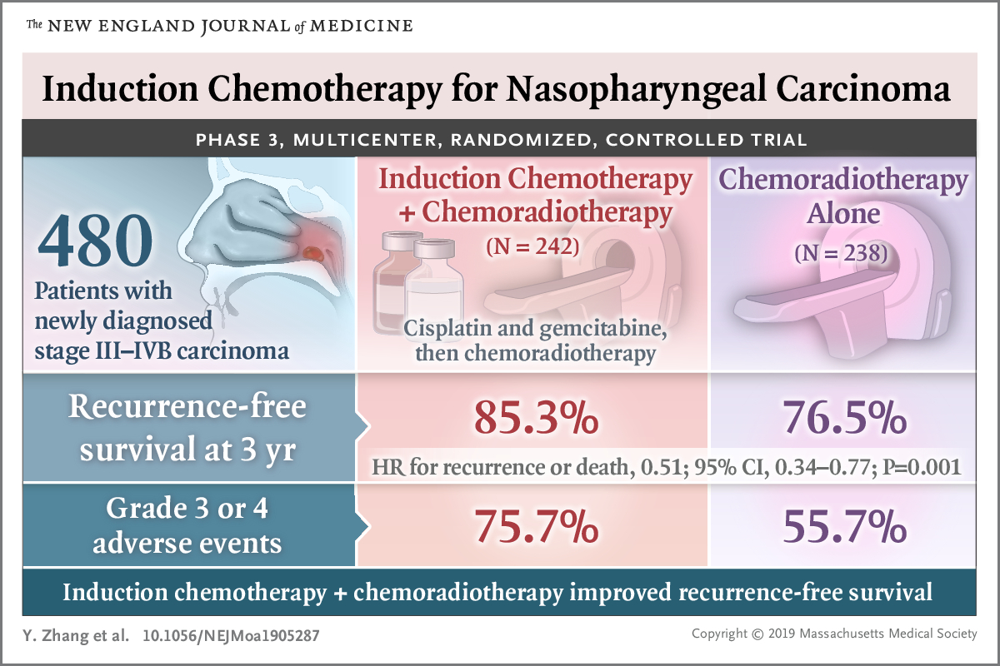 The NEW ENGLAND JOURNAL of MEDICINE
Induction Chemotherapy for Nasopharyngeal Carcinoma
PHASE 3, MULTICENTER, RANDOMIZED, CONTROLLED TRIAL
480
Patients with
newly diagnosed
stage III–IVB carcinoma
Induction Chemotherapy
+ Chemoradiotherapy
(N = 242)
Cisplatin and gemcitabine,
then chemoradiotherapy
Chemoradiotherapy
Alone
(N = 238)
Recurrence-free
survival at 3 yr
85.3%
76.5%
HR for recurrence or death, 0.51; 95% CI, 0.34–0.77; P=0.001
Grade 3 or 4
adverse events
75.7%
55.7%
Induction chemotherapy + chemoradiotherapy improved recurrence-free survival
Y. Zhang et al. 10.1056/NEJMoa1905287
Copyright © 2019 Massachusetts Medical Society